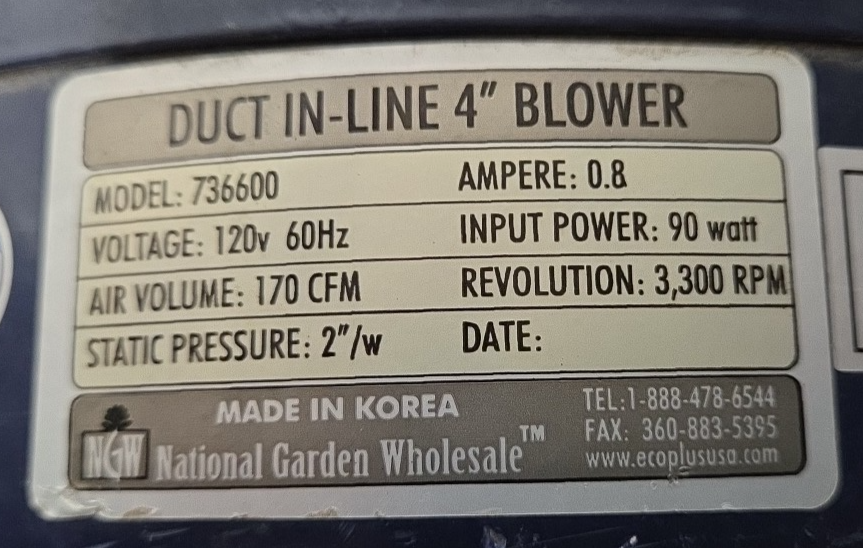 DUCT IN-LINE 4" BLOWER
MODEL: 736600 AMPERE: 0.8
VOLTAGE: 120v 60Hz INPUT POWER: 90 watt
AIR VOLUME: 170 CFM REVOLUTION: 3,300 RPM
STATIC PRESSURE: 2"/w DATE:
MADE IN KOREA
NGW National Garden Wholesale™
TEL:1-888-478-6544
FAX: 360-883-5395
www.ecoplususa.com